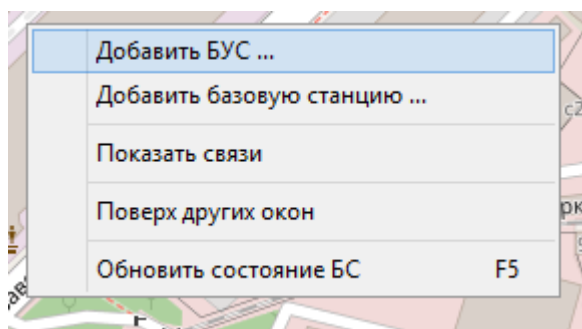 Добавить БУС ...
Добавить базовую станцию ...
Показать связи
Поверх других окон
Обновить состояние БС F5